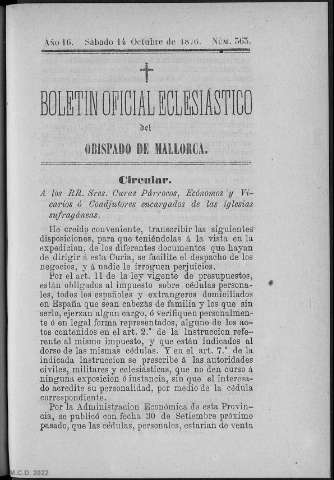 Año 16. Sábado 14 Octubre de 1876. NÚM. 565.
BOLETIN OFICIAL ECLESIÁSTICO
del
OBISPADO DE MALLORCA.
Circular.
A los RR. Sres. Curas Párrocos, Ecónomos y Vi-
carios ó Coadjutores encargados de las iglesias
sufragáneas.
He creido conveniente, transcribir las siguientes
disposiciones, para que teniéndolas á la vista en la
expedicion, de los diferentes documentos que hayan
de dirigir á esta Curia, se facilite el despacho de los
negocios, y á nadie le irroguen perjuicios.
Por el art. 11 de la ley vigente de presupuestos,
están obligados al impuesto sobre cédulas persona-
les, todos los españoles y extrangeros domiciliados
en España que sean cabezas de familia y los que sin
serlo, ejerzan algun cargo, ó verifiquen personalmen-
te ó en legal forma representados, alguno de los ac-
tos contenidos en el art. 2.º de la Instruccion refe-
rente al mismo impuesto, y que están indicados al
dorso de las mismas cédulas. Y en el art. 7.º de la
indicada Instruccion se prescribe á las autoridades
civiles, militares y eclesiásticas, que no den curso á
ninguna exposicion ó instancia, sin que el interesa-
do acredite su personalidad, por medio de la cédula
correspondiente.
Por la Administracion Económica de esta Provin-
cia, se publicó con fecha 30 de Setiembre próximo
pasado, que las cédulas, personales, estarian de venta
M.C.D. 2022